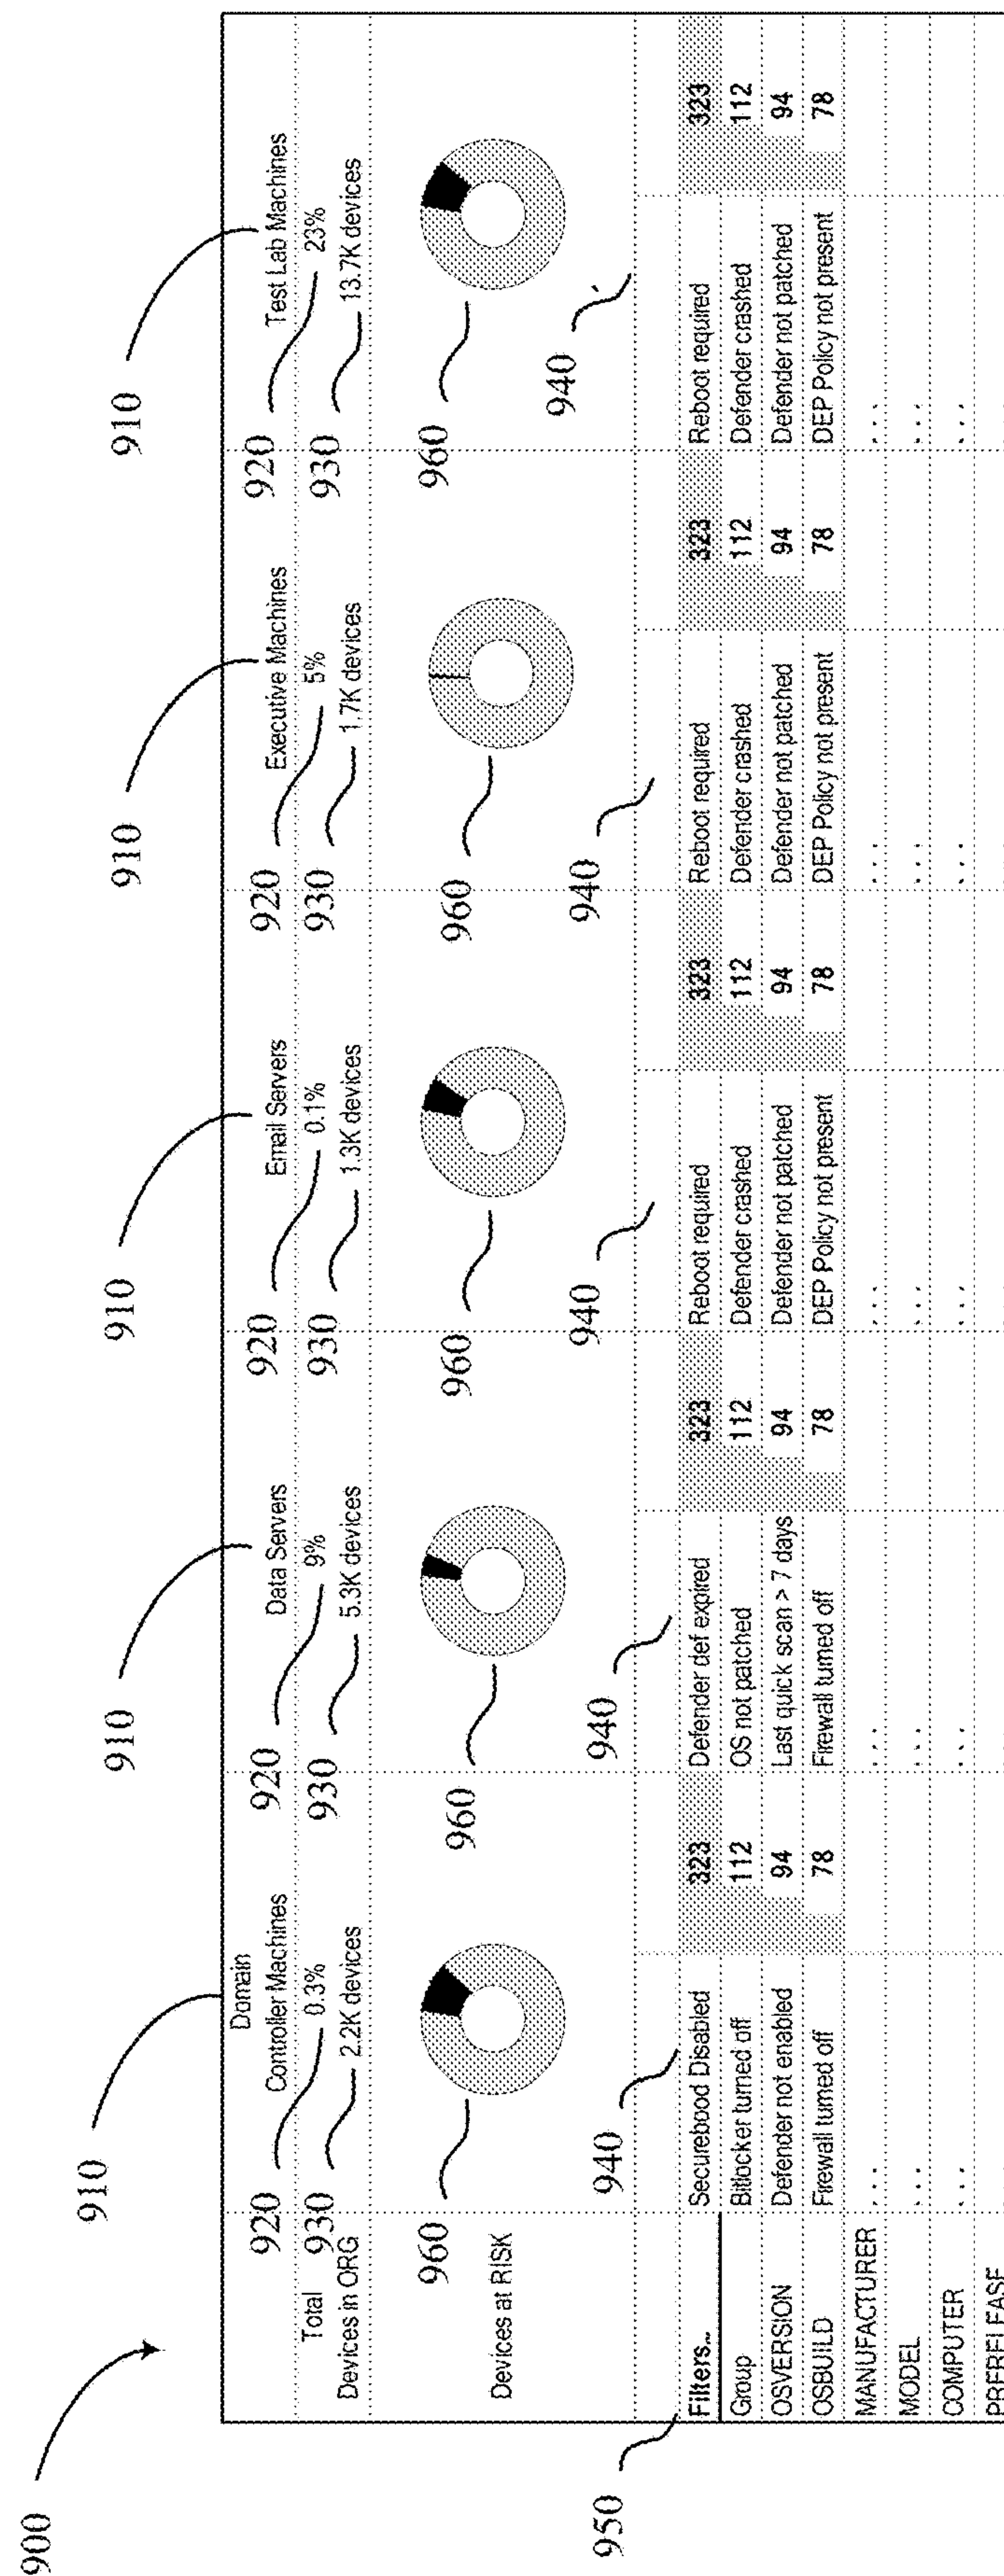 900
910 910 910 910 910
Domain
Controller Machines Data Servers Email Servers Executive Machines Test Lab Machines
920 0.3% 920 9% 920 0.1% 920 5% 920 23%
Total
Devices in ORG
930 2.2K devices 930 5.3K devices 930 1.3K devices 930 1.7K devices 930 13.7K devices
960 960 960 960 960
Devices at RISK
940 940 940 940 940
950
Filters... Securebood Disabled 323 Defender def expired 323 Reboot required 323 Reboot required 323 Reboot required 323
Group Bitlocker turned off 112 OS not patched 112 Defender crashed 112 Defender crashed 112 Defender crashed 112
OSVERSION Defender not enabled 94 Last quick scan > 7 days 94 Defender not patched 94 Defender not patched 94 Defender not patched 94
OSBUILD Firewall turned off 78 Firewall turned off 78 DEP Policy not present 78 DEP Policy not present 78 DEP Policy not present 78
MANUFACTURER ... ... ... ... ...
MODEL ... ... ... ... ...
COMPUTER ... ... ... ... ...
PRERELEASE